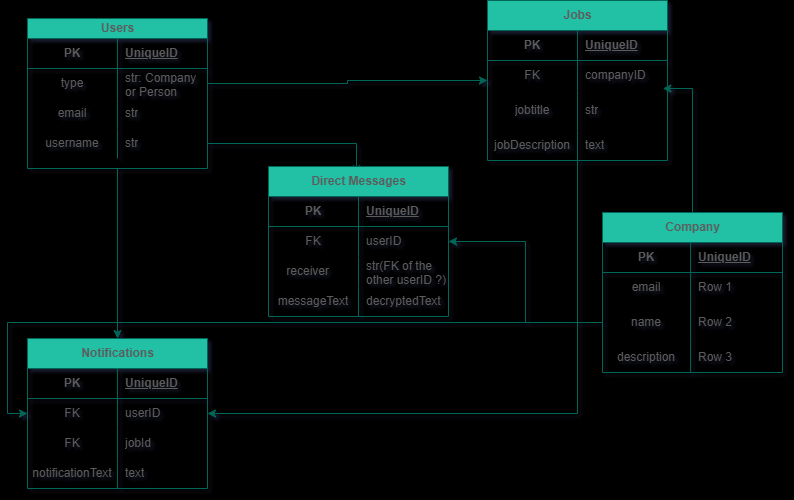 Users
PK UniqueID
type str: Company
or Person
email str
username str
Jobs
PK UniqueID
FK companyID
jobtitle str
jobDescription text
Direct Messages
PK UniqueID
FK userID
receiver str(FK of the
other userID ?)
messageText decryptedText
Company
PK UniqueID
email Row 1
name Row 2
description Row 3
Notifications
PK UniqueID
FK userID
FK jobId
notificationText text